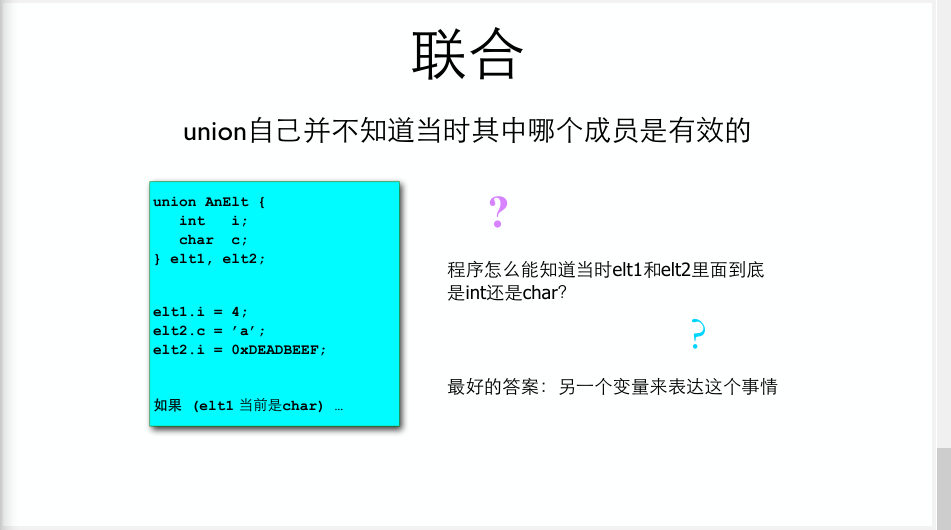 联合
union自己并不知道当时其中哪个成员是有效的
union AnElt {
int i;
char c;
} elt1, elt2;
elt1.i = 4;
elt2.c = ’a’;
elt2.i = 0xDEADBEEF;
如果 (elt1 当前是char) …
?
程序怎么能知道当时elt1和elt2里面到底
是int还是char?
?
最好的答案：另一个变量来表达这个事情